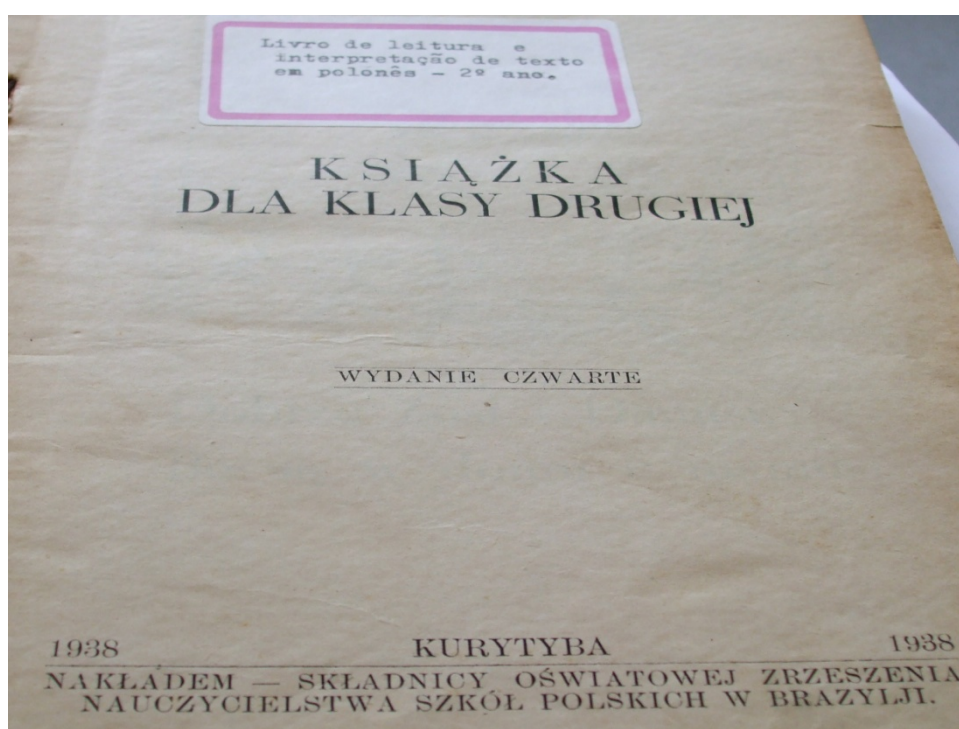 Livro de leitura e
interpretação de texto
em polonês - 2º ano.
KSIĄŻKA
DLA KLASY DRUGIEJ
WYDANIE CZWARTE
1938 KURYTYBA 1938
NAKŁADEM — SKŁADNICY OŚWIATOWEJ ZRZESZENIA
NAUCZYCIELSTWA SZKÓŁ POLSKICH W BRAZYLJI.